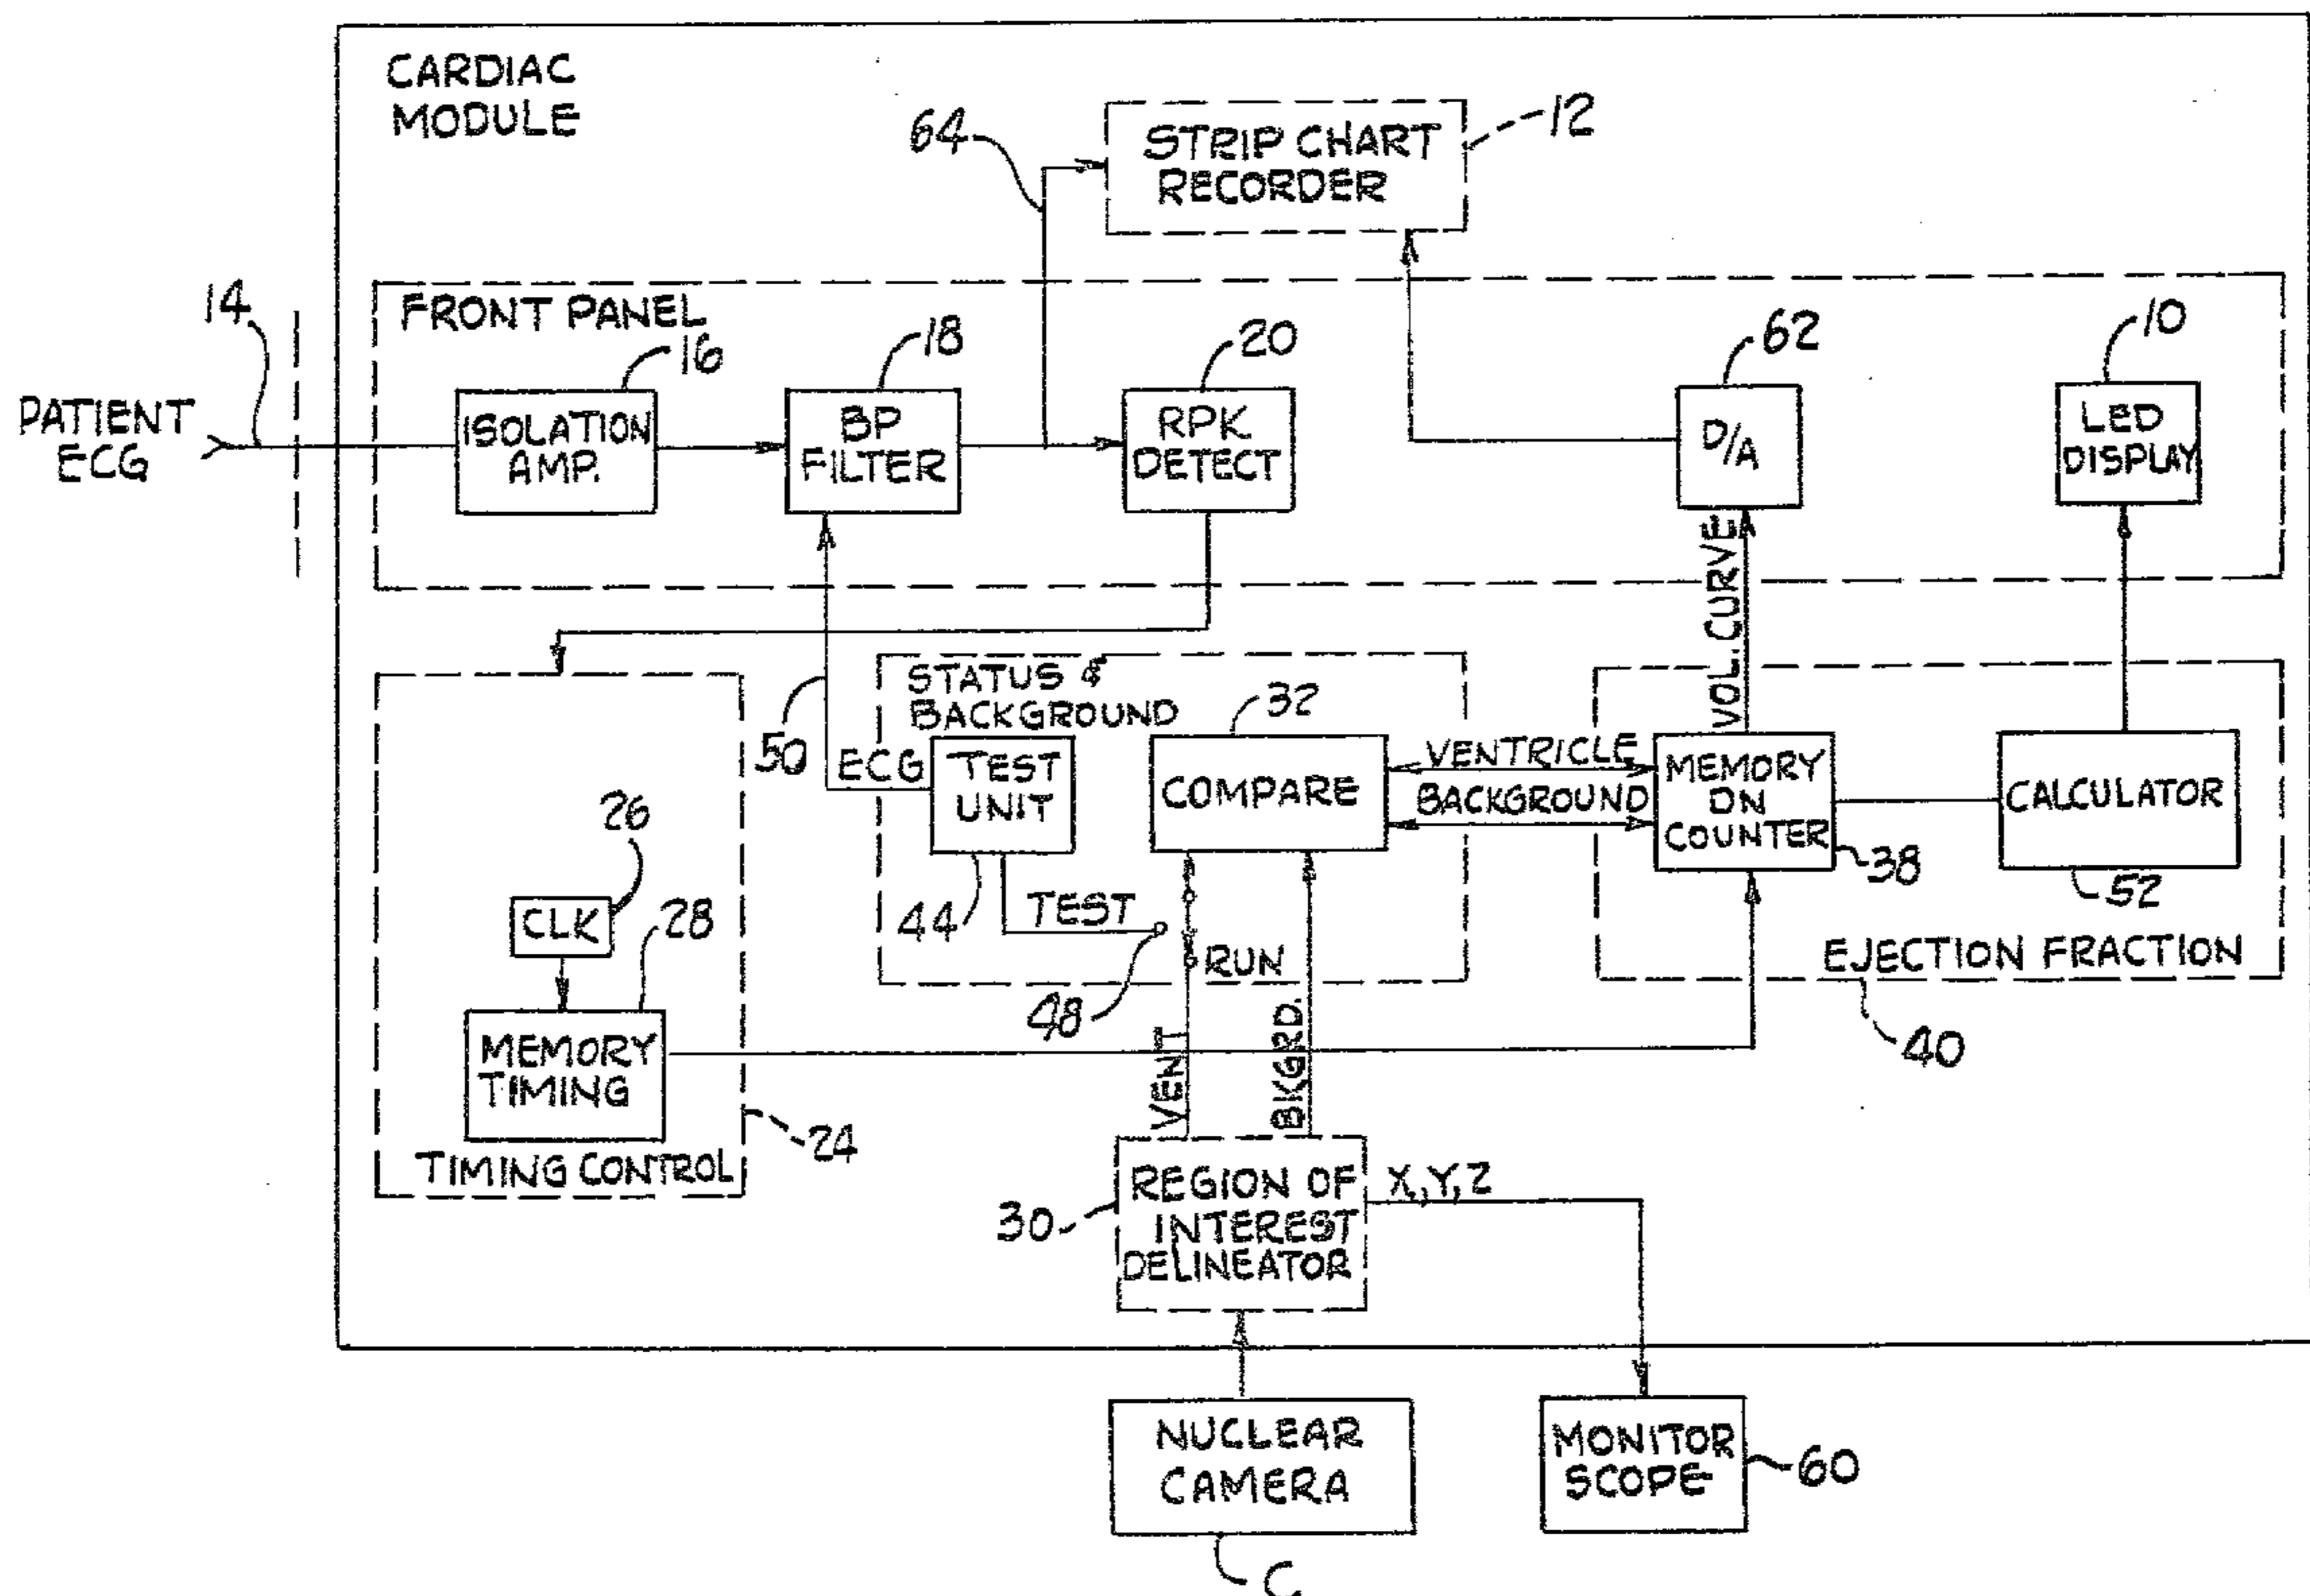 CARDIAC
MODULE
64
STRIP CHART
RECORDER
12
14
FRONT PANEL
16
18
20
62
10
PATIENT
ECG
ISOLATION
AMP.
BP
FILTER
RPK
DETECT
D/A
LED
DISPLAY
VOL. CURVE
50
STATUS &
BACKGROUND
32
ECG
TEST
UNIT
COMPARE
VENTRICLE
BACKGROUND
MEMORY
ON
COUNTER
38
CALCULATOR
52
26
CLK
28
44
TEST
RUN
48
EJECTION FRACTION
40
MEMORY
TIMING
VENT
BKGRD.
24
TIMING CONTROL
30
REGION OF
INTEREST
DELINEATOR
X,Y,Z
NUCLEAR
CAMERA
C
MONITOR
SCOPE
60